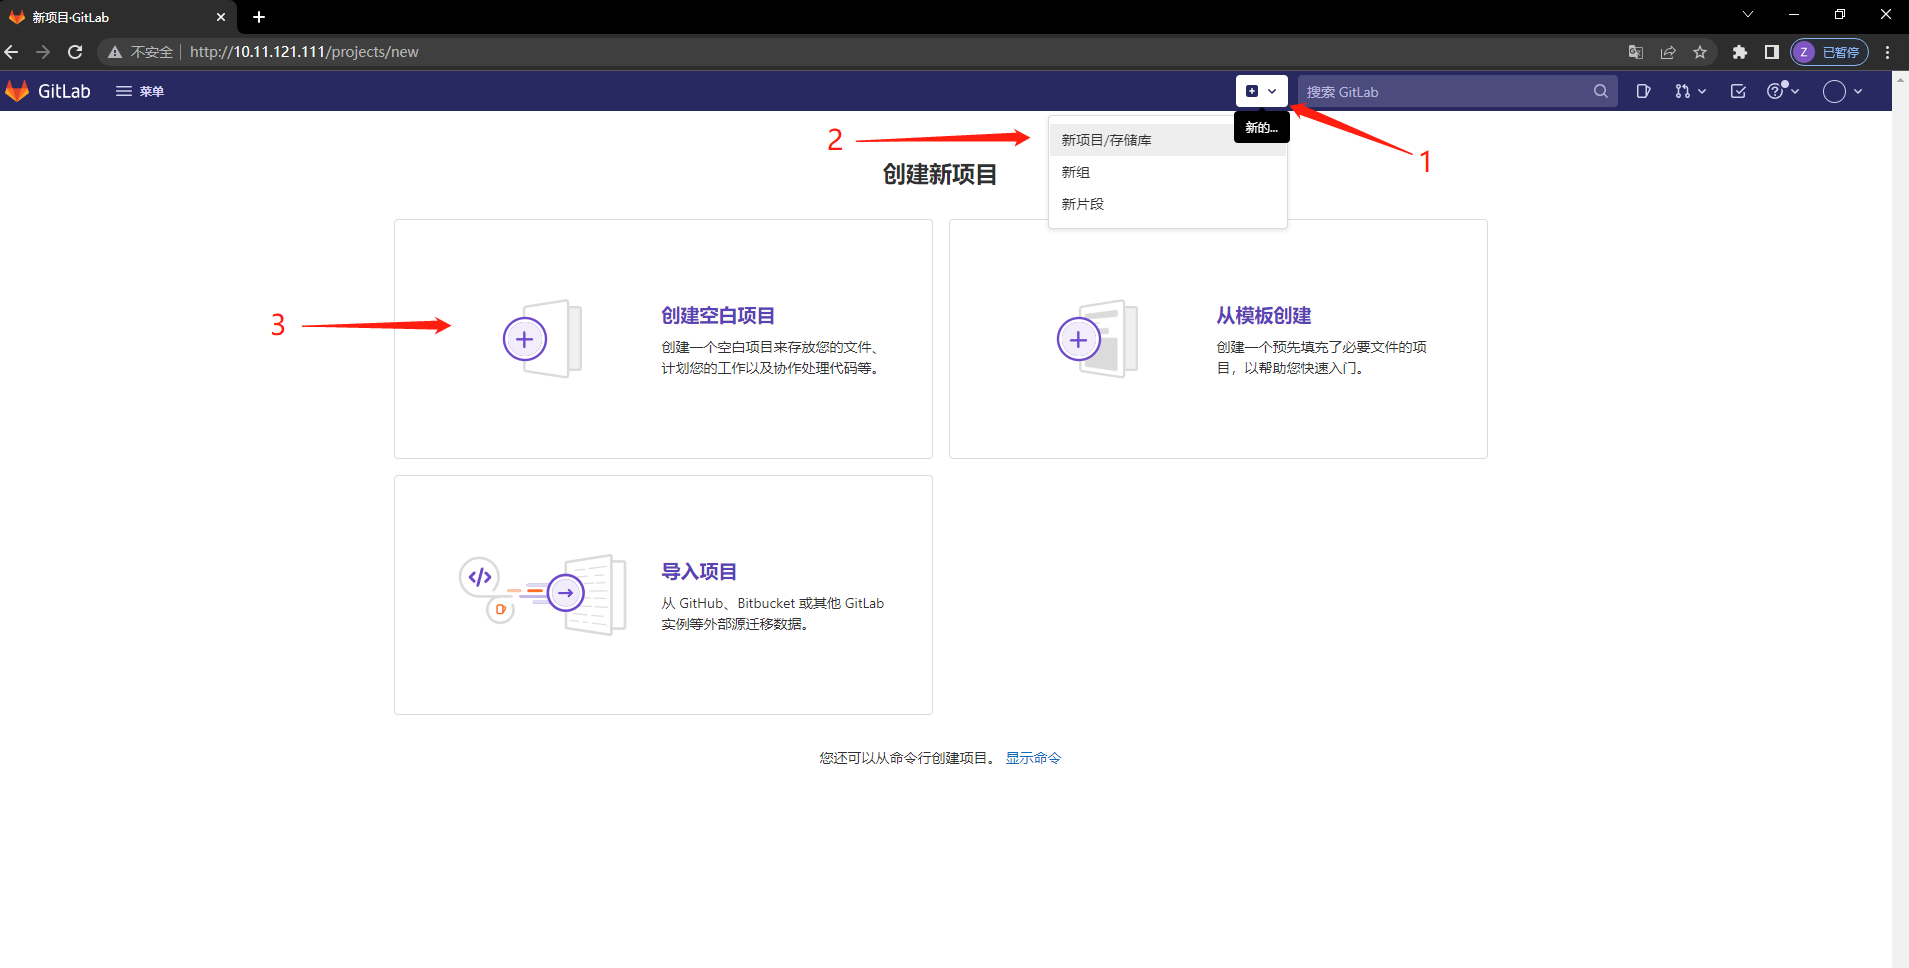 新项目·GitLab
不安全 | http://10.11.121.111/projects/new
Z 已暂停
GitLab 菜单
搜索 GitLab
新的...
1
2
新项目/存储库
新组
新片段
创建新项目
3
创建空白项目
创建一个空白项目来存放您的文件、
计划您的工作以及协作处理代码等。
从模板创建
创建一个预先填充了必要文件的项
目，以帮助您快速入门。
导入项目
从 GitHub、Bitbucket 或其他 GitLab
实例等外部源迁移数据。
您还可以从命令行创建项目。 显示命令